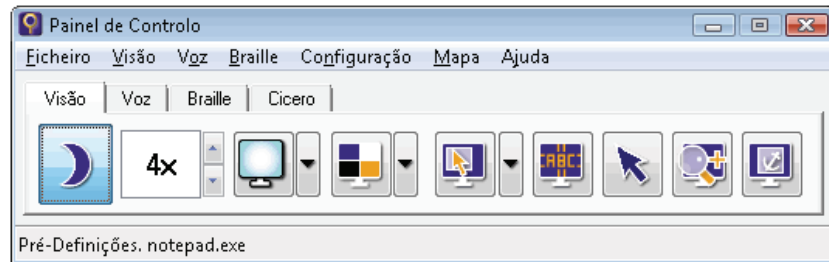 Painel de Controlo
Ficheiro Visão Voz Braille Configuração Mapa Ajuda
Visão Voz Braille Cicero
4x ABC
Pré-Definições. notepad.exe